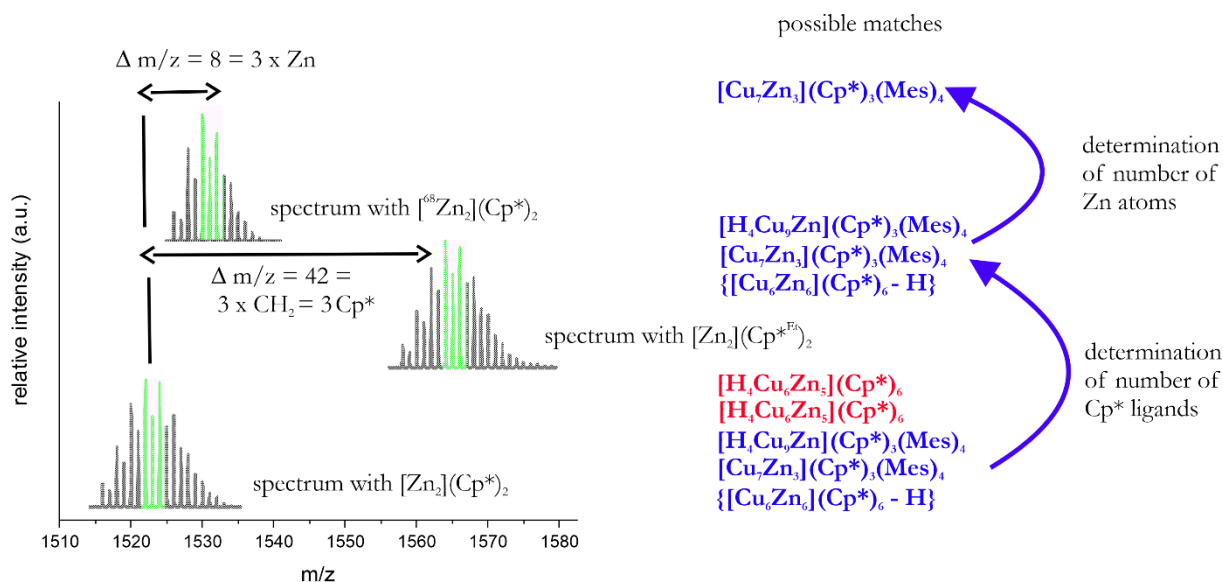 possible matches
Δ m/z = 8 = 3 x Zn
[Cu₇Zn₃](Cp*)₃(Mes)₄
determination
of number of
Zn atoms
spectrum with [⁶⁸Zn₂](Cp*)₂
[H₄Cu₉Zn](Cp*)₃(Mes)₄
[Cu₇Zn₃](Cp*)₃(Mes)₄
{[Cu₆Zn₆](Cp*)₆ - H}
Δ m/z = 42 =
3 x CH₂ = 3 Cp*
spectrum with [Zn₂](Cp*ᴱᵗ)₂
determination
of number of
Cp* ligands
[H₄Cu₆Zn₅](Cp*)₆
[H₄Cu₆Zn₅](Cp*)₆
[H₄Cu₉Zn](Cp*)₃(Mes)₄
[Cu₇Zn₃](Cp*)₃(Mes)₄
{[Cu₆Zn₆](Cp*)₆ - H}
spectrum with [Zn₂](Cp*)₂
relative intensity (a.u.)
1510 1520 1530 1540 1550 1560 1570 1580
m/z